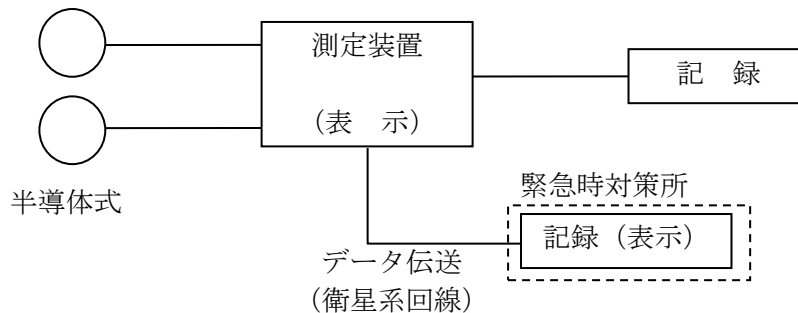 測定装置
(表　示)
記　録
半導体式
緊急時対策所
記録（表示）
データ伝送
（衛星系回線）